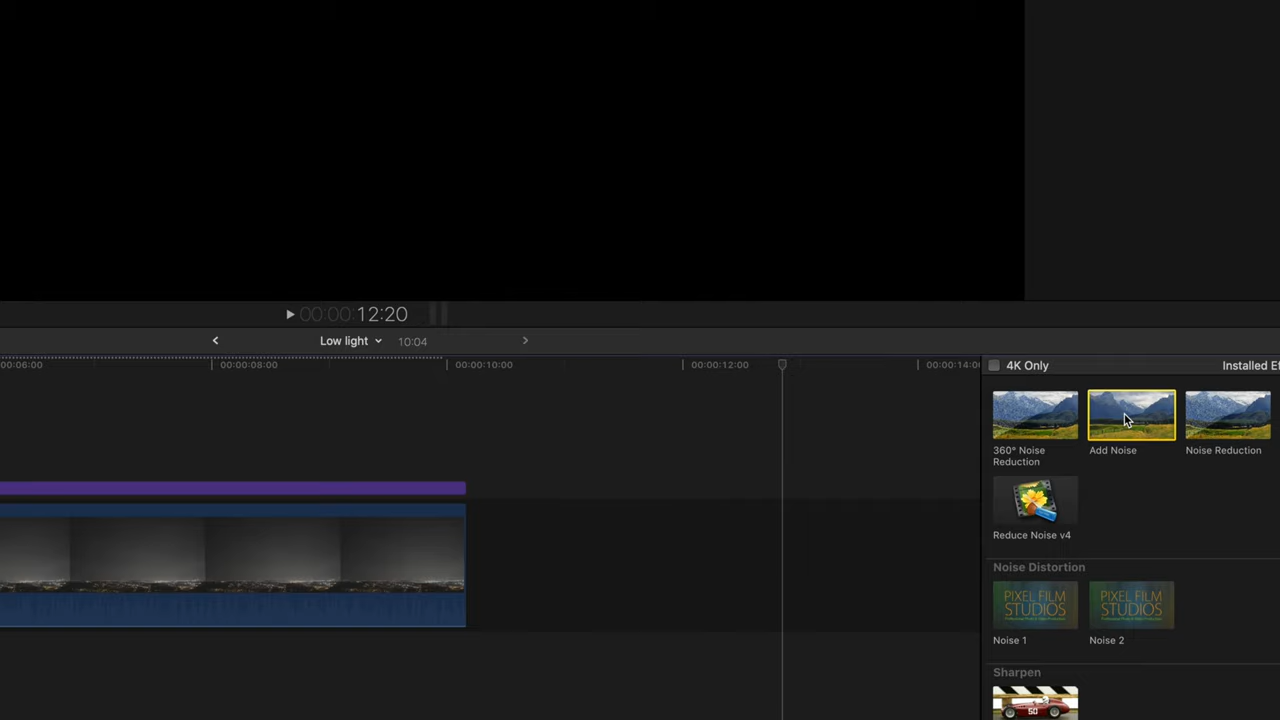 00:00:12:20
Low light
10:04
00:06:00
00:00:08:00
00:00:10:00
00:00:12:00
00:00:14:0
4K Only
Installed Ef
360° Noise
Reduction
Add Noise
Noise Reduction
Reduce Noise v4
Noise Distortion
PIXEL FILM
STUDIOS
PIXEL FILM
STUDIOS
Noise 1
Noise 2
Sharpen
50